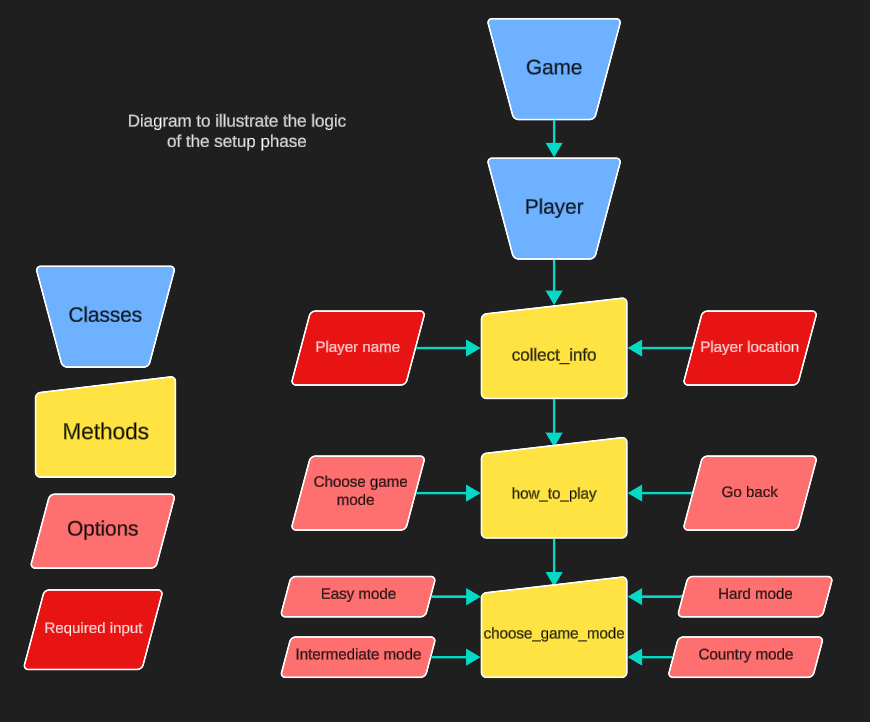 Game
Diagram to illustrate the logic
of the setup phase
Player
Classes
Methods
Options
Required input
Player name
collect_info
Player location
Choose game
mode
how_to_play
Go back
Easy mode
Hard mode
choose_game_mode
Intermediate mode
Country mode